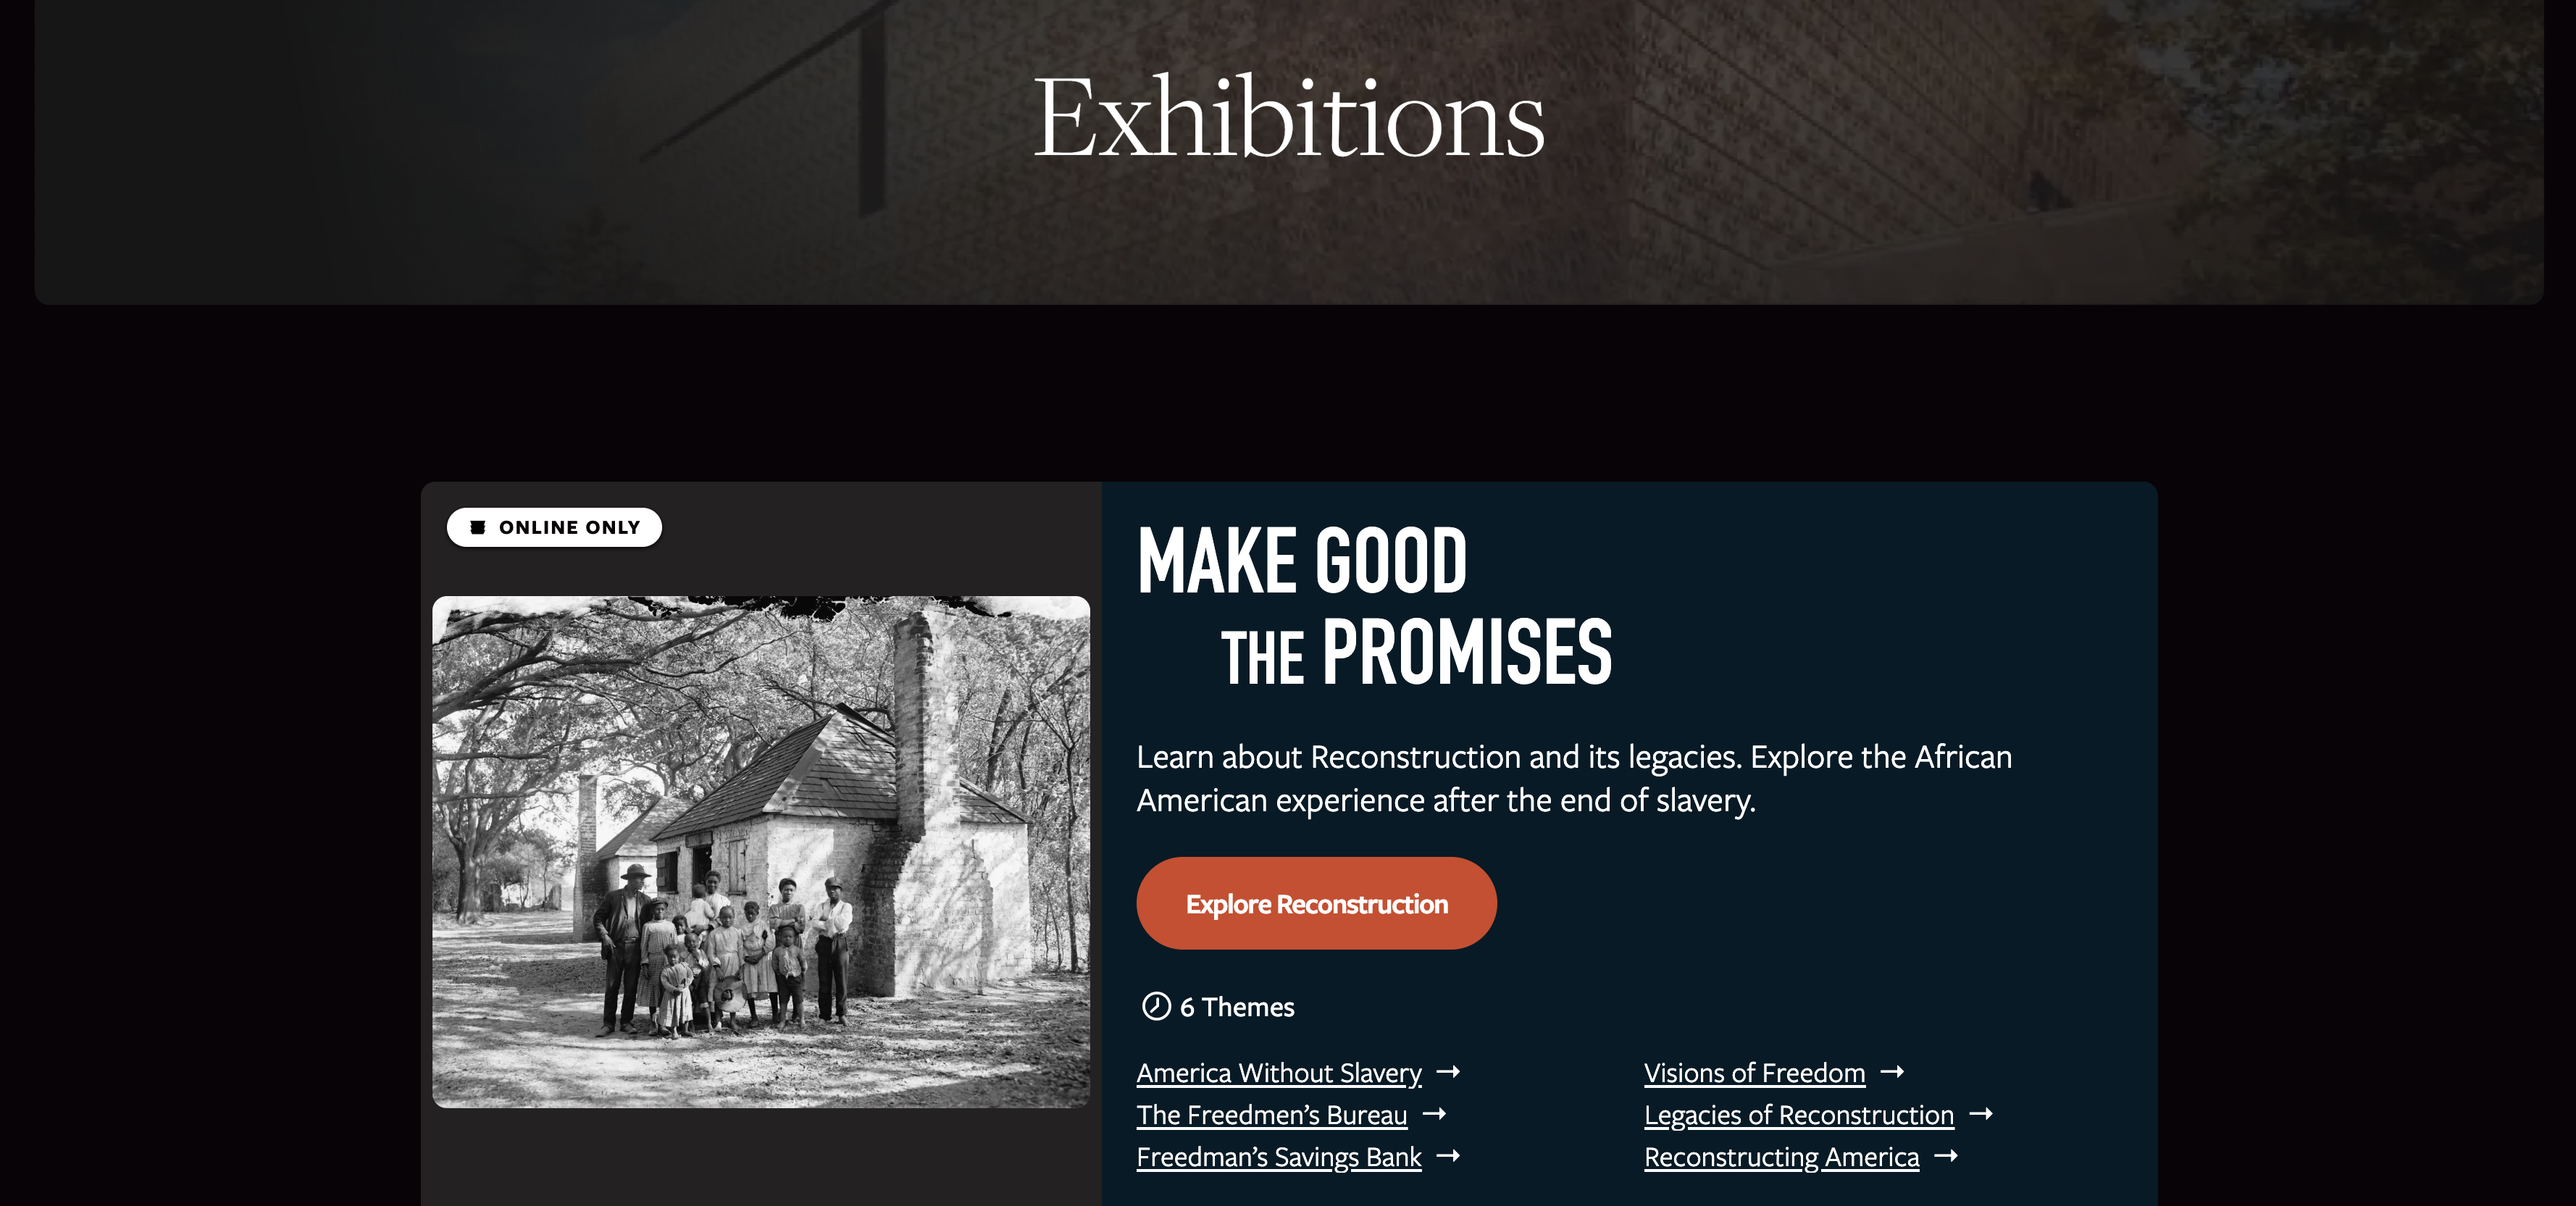 Exhibitions
ONLINE ONLY
MAKE GOOD
THE PROMISES
Learn about Reconstruction and its legacies. Explore the African
American experience after the end of slavery.
Explore Reconstruction
6 Themes
America Without Slavery →
The Freedmen’s Bureau →
Freedman’s Savings Bank →
Visions of Freedom →
Legacies of Reconstruction →
Reconstructing America →